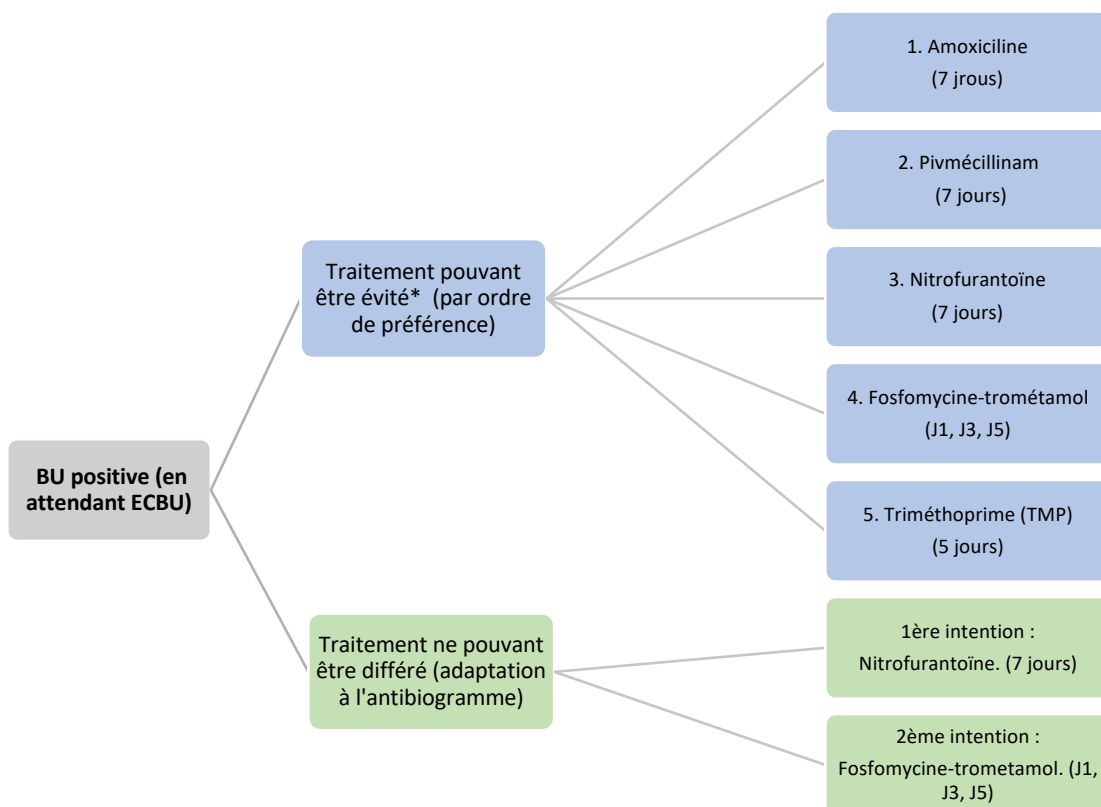 BU positive (en
attendant ECBU)
Traitement pouvant
être évité* (par ordre
de préférence)
1. Amoxiciline
(7 jrous)
2. Pivmécillinam
(7 jours)
3. Nitrofurantoïne
(7 jours)
4. Fosfomycine-trométamol
(J1, J3, J5)
5. Triméthoprime (TMP)
(5 jours)
Traitement ne pouvant
être différé (adaptation
à l'antibiogramme)
1ère intention :
Nitrofurantoïne. (7 jours)
2ème intention :
Fosfomycine-trometamol. (J1,
J3, J5)